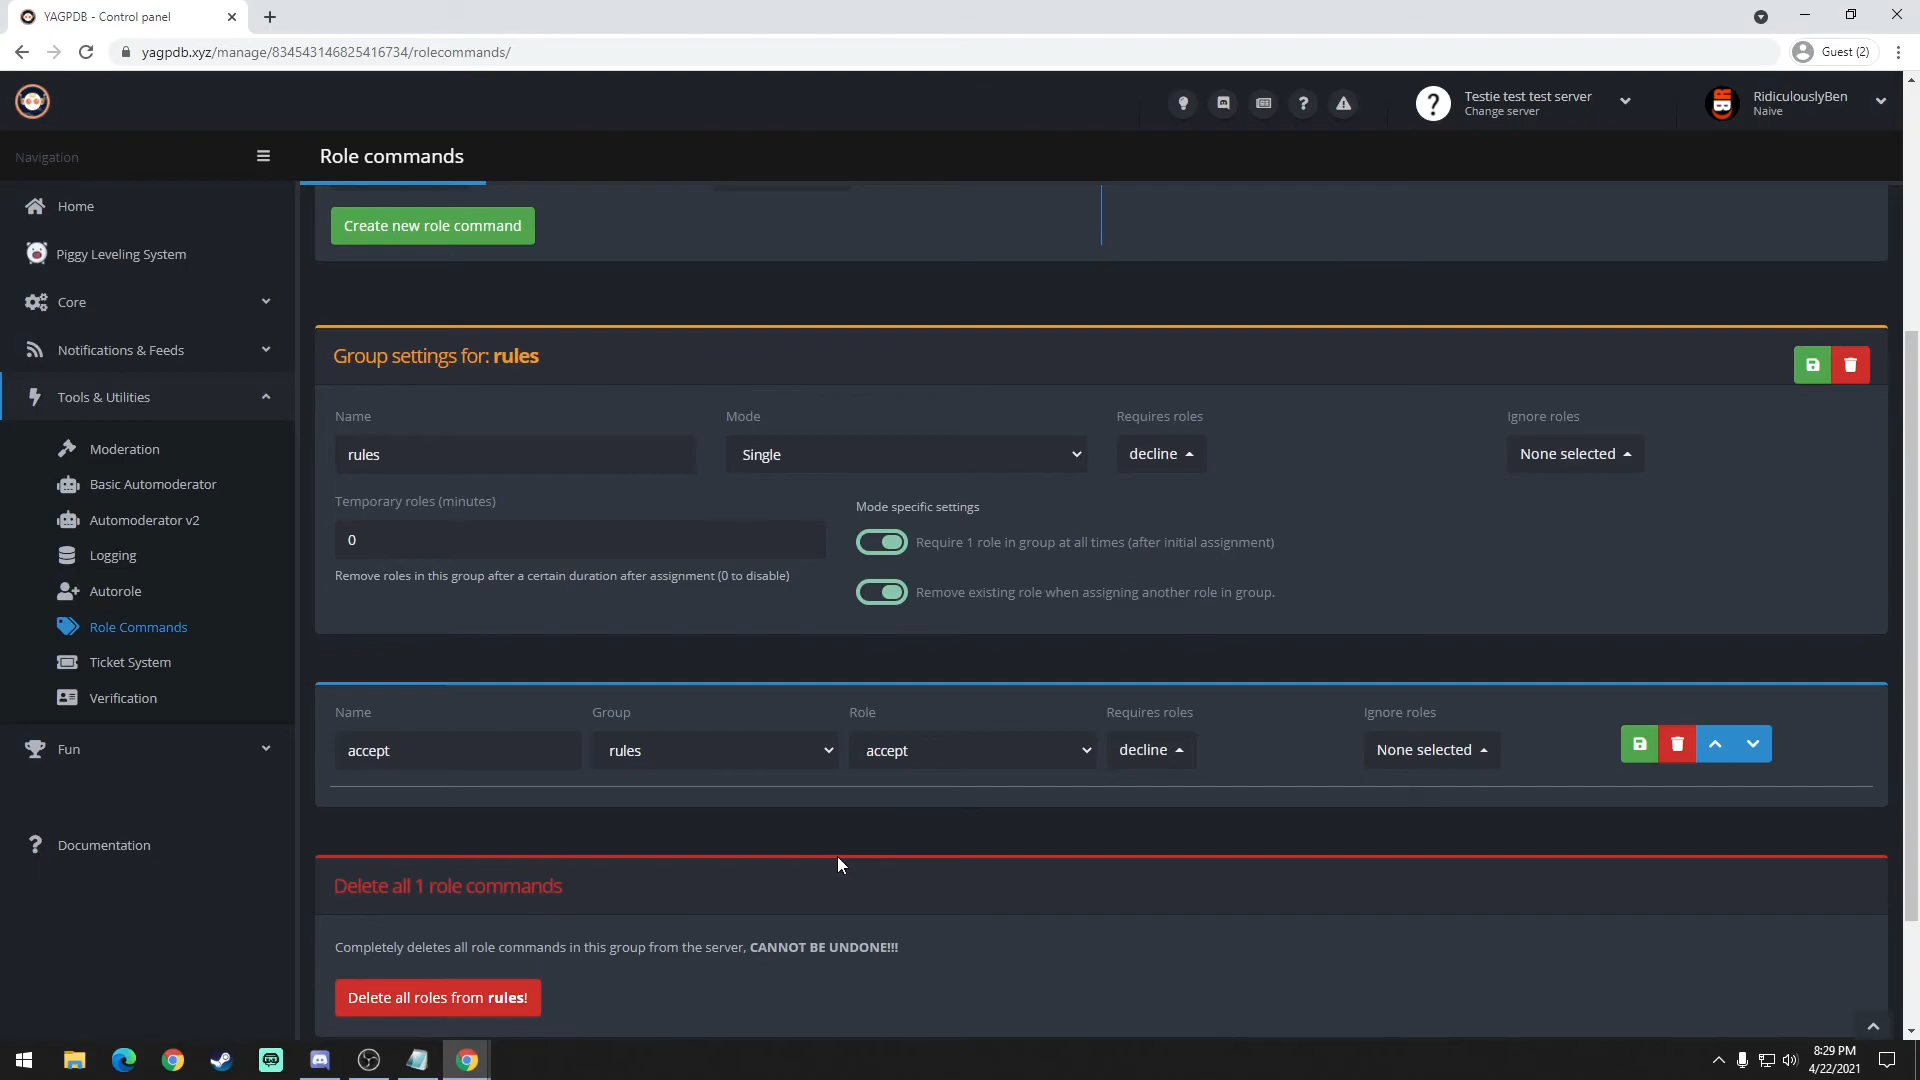 YAGPDB - Control panel
yagpdb.xyz/manage/834543146825416734/rolecommands/
Guest (2)
Testie test test server
Change server
RidiculouslyBen
Naive
Navigation
Role commands
Home
Piggy Leveling System
Core
Notifications & Feeds
Tools & Utilities
Moderation
Basic Automoderator
Automoderator v2
Logging
Autorole
Role Commands
Ticket System
Verification
Fun
Documentation
Create new role command
Group settings for: rules
Name
Mode
Requires roles
Ignore roles
rules
Single
decline
None selected
Temporary roles (minutes)
0
Remove roles in this group after a certain duration after assignment (0 to disable)
Mode specific settings
Require 1 role in group at all times (after initial assignment)
Remove existing role when assigning another role in group.
Name
Group
Role
Requires roles
Ignore roles
accept
rules
accept
decline
None selected
Delete all 1 role commands
Completely deletes all role commands in this group from the server, CANNOT BE UNDONE!!!
Delete all roles from rules!
8:29 PM
4/22/2021